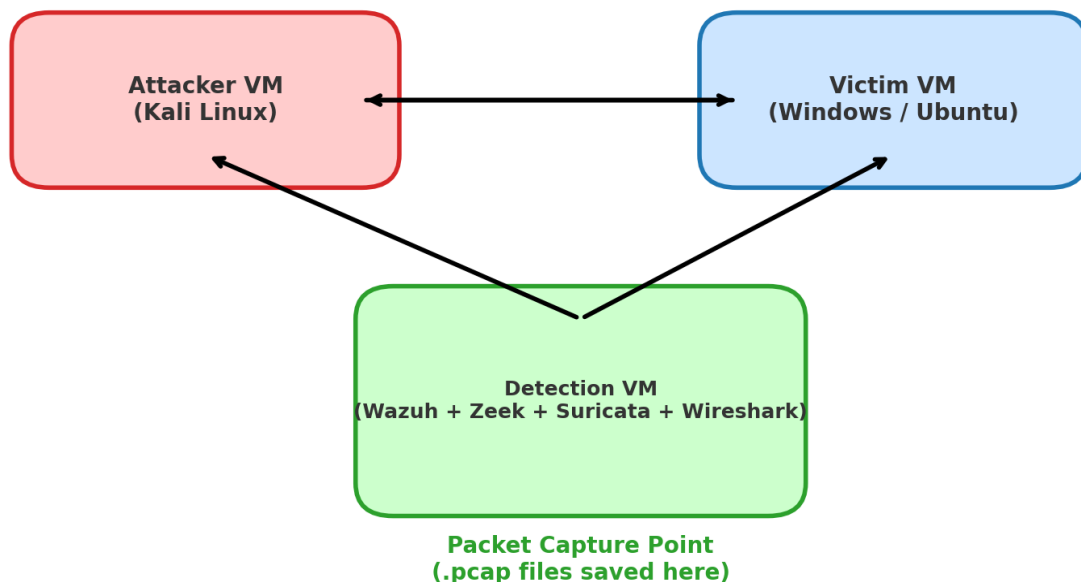 Attacker VM
(Kali Linux)
Victim VM
(Windows / Ubuntu)
Detection VM
(Wazuh + Zeek + Suricata + Wireshark)
Packet Capture Point
(.pcap files saved here)